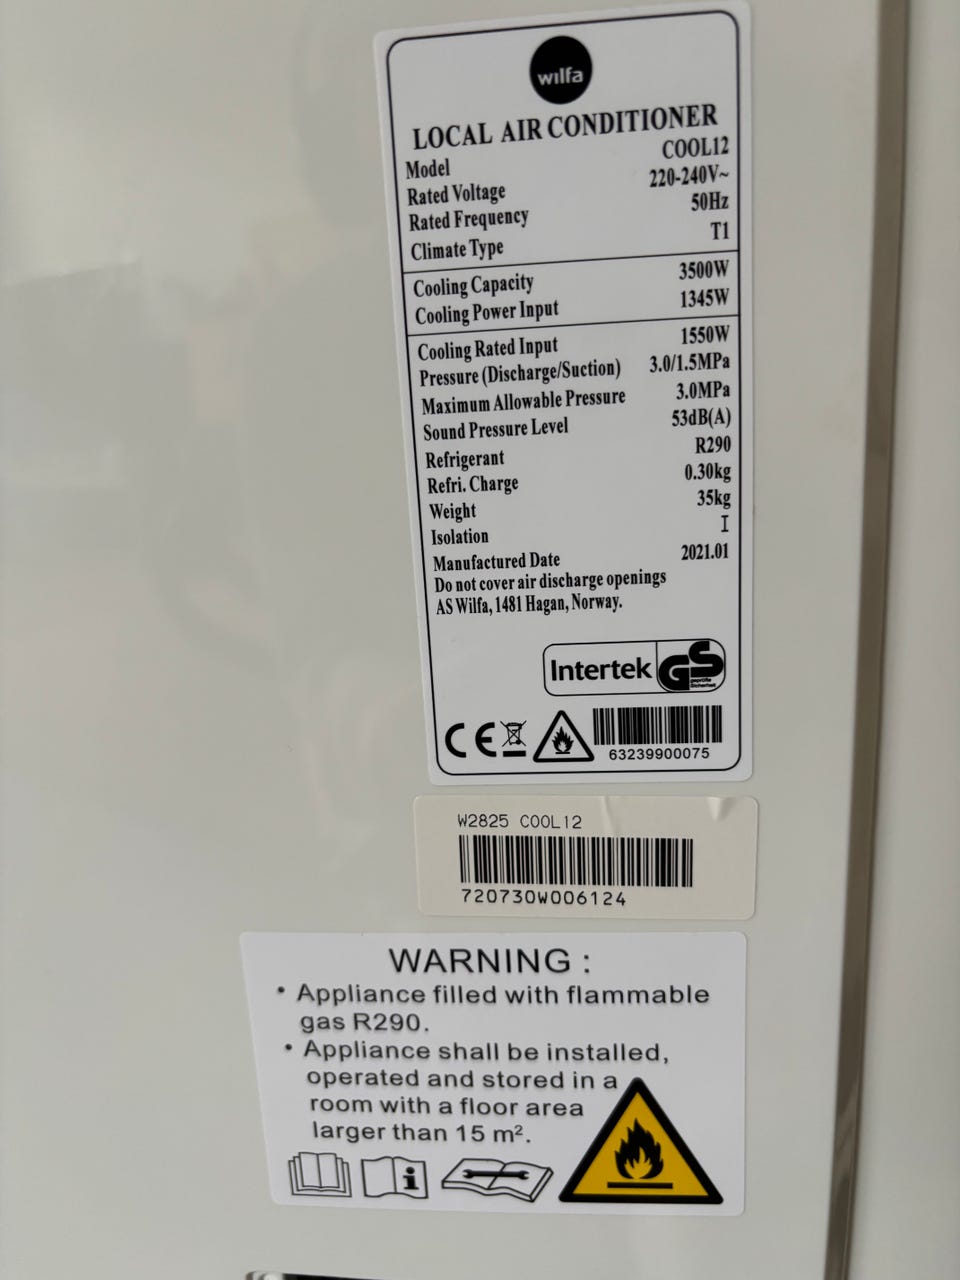 wilfa
LOCAL AIR CONDITIONER
Model COOL12
Rated Voltage 220-240V~
Rated Frequency 50Hz
Climate Type T1
Cooling Capacity 3500W
Cooling Power Input 1345W
Cooling Rated Input 1550W
Pressure (Discharge/Suction) 3.0/1.5MPa
Maximum Allowable Pressure 3.0MPa
Sound Pressure Level 53dB(A)
Refrigerant R290
Refri. Charge 0.30kg
Weight 35kg
Isolation I
Manufactured Date 2021.01
Do not cover air discharge openings
AS Wilfa, 1481 Hagan, Norway.
Intertek GS
geprüfte
Sicherheit
CE
63239900075
W2825 COOL12
720730W006124
WARNING :
• Appliance filled with flammable
gas R290.
• Appliance shall be installed,
operated and stored in a
room with a floor area
larger than 15 m².
i